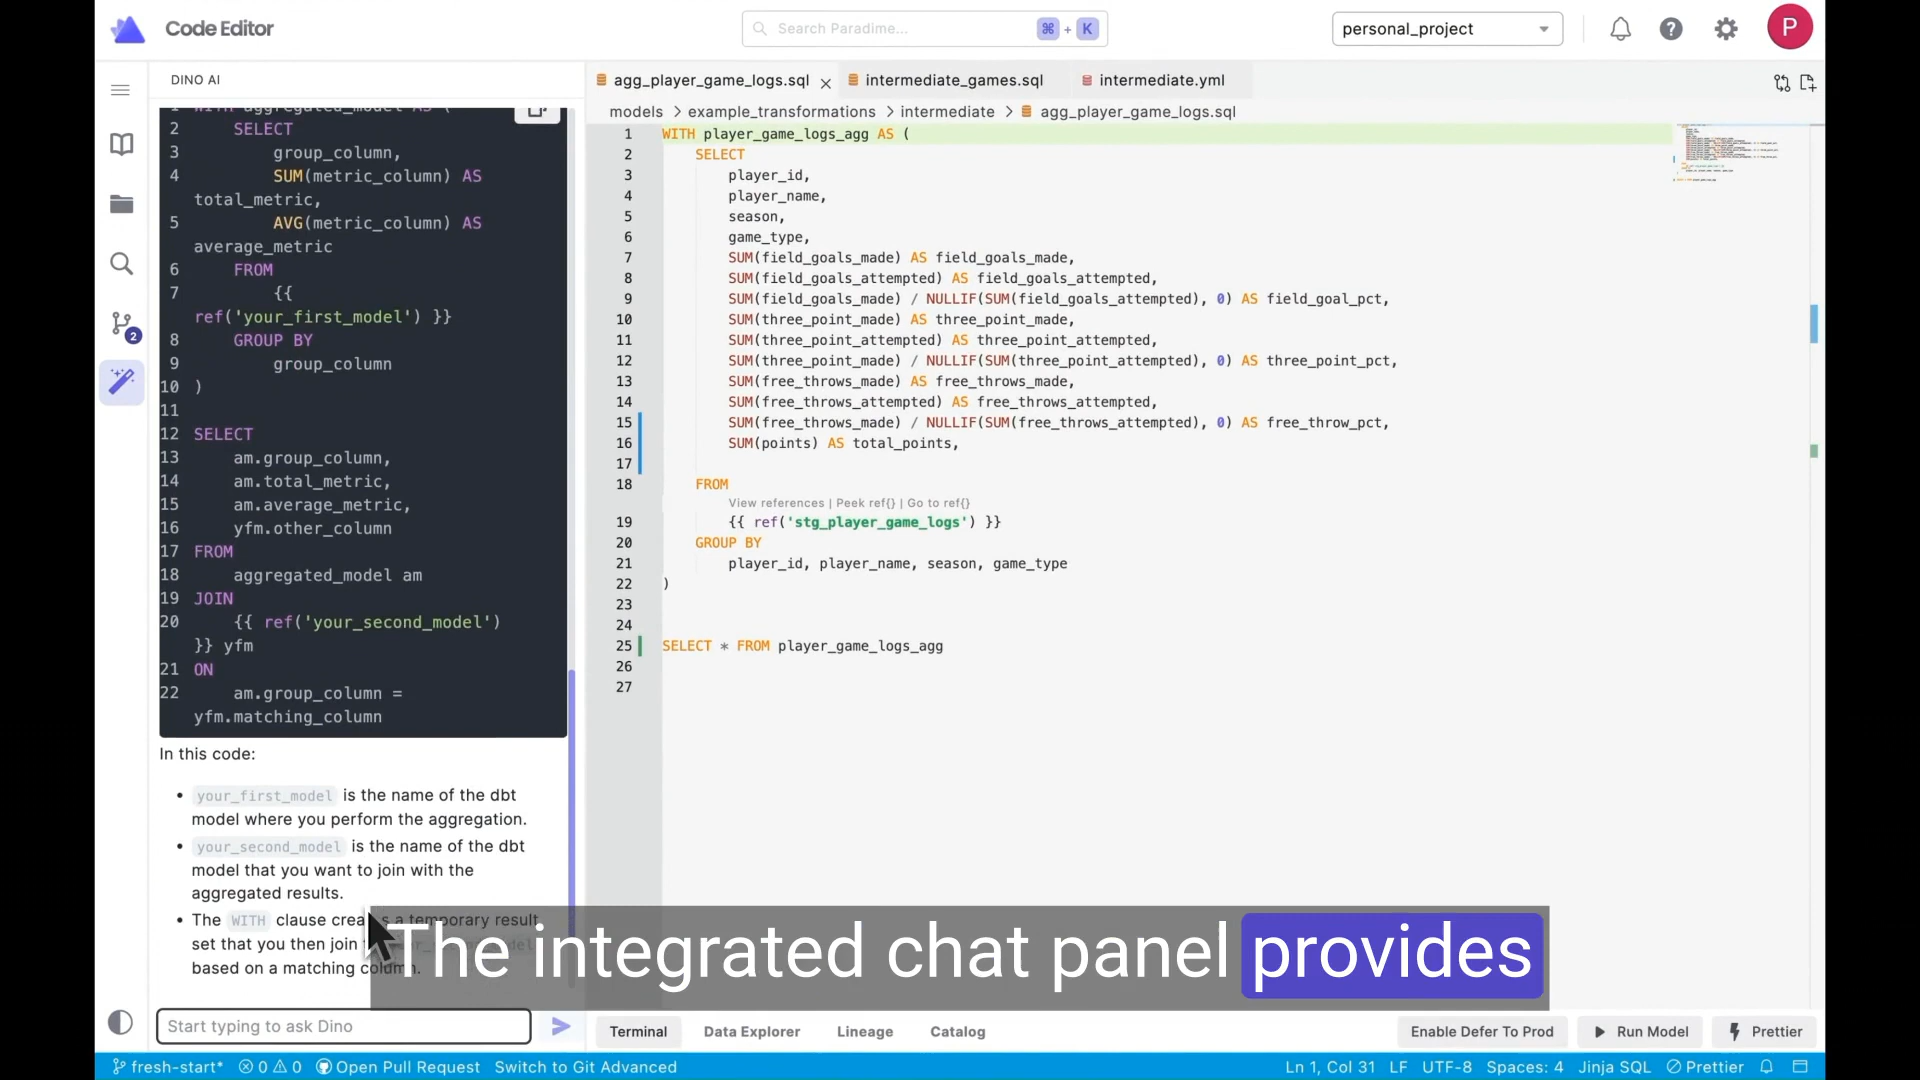 Code Editor
Search Paradime...
⌘ + K
personal_project
P
DINO AI
1 WITH aggregated_model AS (
2 SELECT
3 group_column,
4 SUM(metric_column) AS
total_metric,
5 AVG(metric_column) AS
average_metric
6 FROM
7 {{
ref('your_first_model') }}
8 GROUP BY
9 group_column
10 )
11
12 SELECT
13 am.group_column,
14 am.total_metric,
15 am.average_metric,
16 yfm.other_column
17 FROM
18 aggregated_model am
19 JOIN
20 {{ ref('your_second_model')
}} yfm
21 ON
22 am.group_column =
yfm.matching_column
In this code:
• your_first_model is the name of the dbt
model where you perform the aggregation.
• your_second_model is the name of the dbt
model that you want to join with the
aggregated results.
• The WITH clause creates a temporary result
set that you then join
based on a matching column.
Start typing to ask Dino
2
agg_player_game_logs.sql
intermediate_games.sql
intermediate.yml
models > example_transformations > intermediate > agg_player_game_logs.sql
1 WITH player_game_logs_agg AS (
2 SELECT
3 player_id,
4 player_name,
5 season,
6 game_type,
7 SUM(field_goals_made) AS field_goals_made,
8 SUM(field_goals_attempted) AS field_goals_attempted,
9 SUM(field_goals_made) / NULLIF(SUM(field_goals_attempted), 0) AS field_goal_pct,
10 SUM(three_point_made) AS three_point_made,
11 SUM(three_point_attempted) AS three_point_attempted,
12 SUM(three_point_made) / NULLIF(SUM(three_point_attempted), 0) AS three_point_pct,
13 SUM(free_throws_made) AS free_throws_made,
14 SUM(free_throws_attempted) AS free_throws_attempted,
15 SUM(free_throws_made) / NULLIF(SUM(free_throws_attempted), 0) AS free_throw_pct,
16 SUM(points) AS total_points,
17
18 FROM
View references | Peek ref{} | Go to ref{}
19 {{ ref('stg_player_game_logs') }}
20 GROUP BY
21 player_id, player_name, season, game_type
22 )
23
24
25 SELECT * FROM player_game_logs_agg
26
27
The integrated chat panel provides
Terminal
Data Explorer
Lineage
Catalog
Enable Defer To Prod
Run Model
Prettier
fresh-start*
0 0
Open Pull Request
Switch to Git Advanced
Ln 1, Col 31
LF
UTF-8
Spaces: 4
Jinja SQL
Prettier